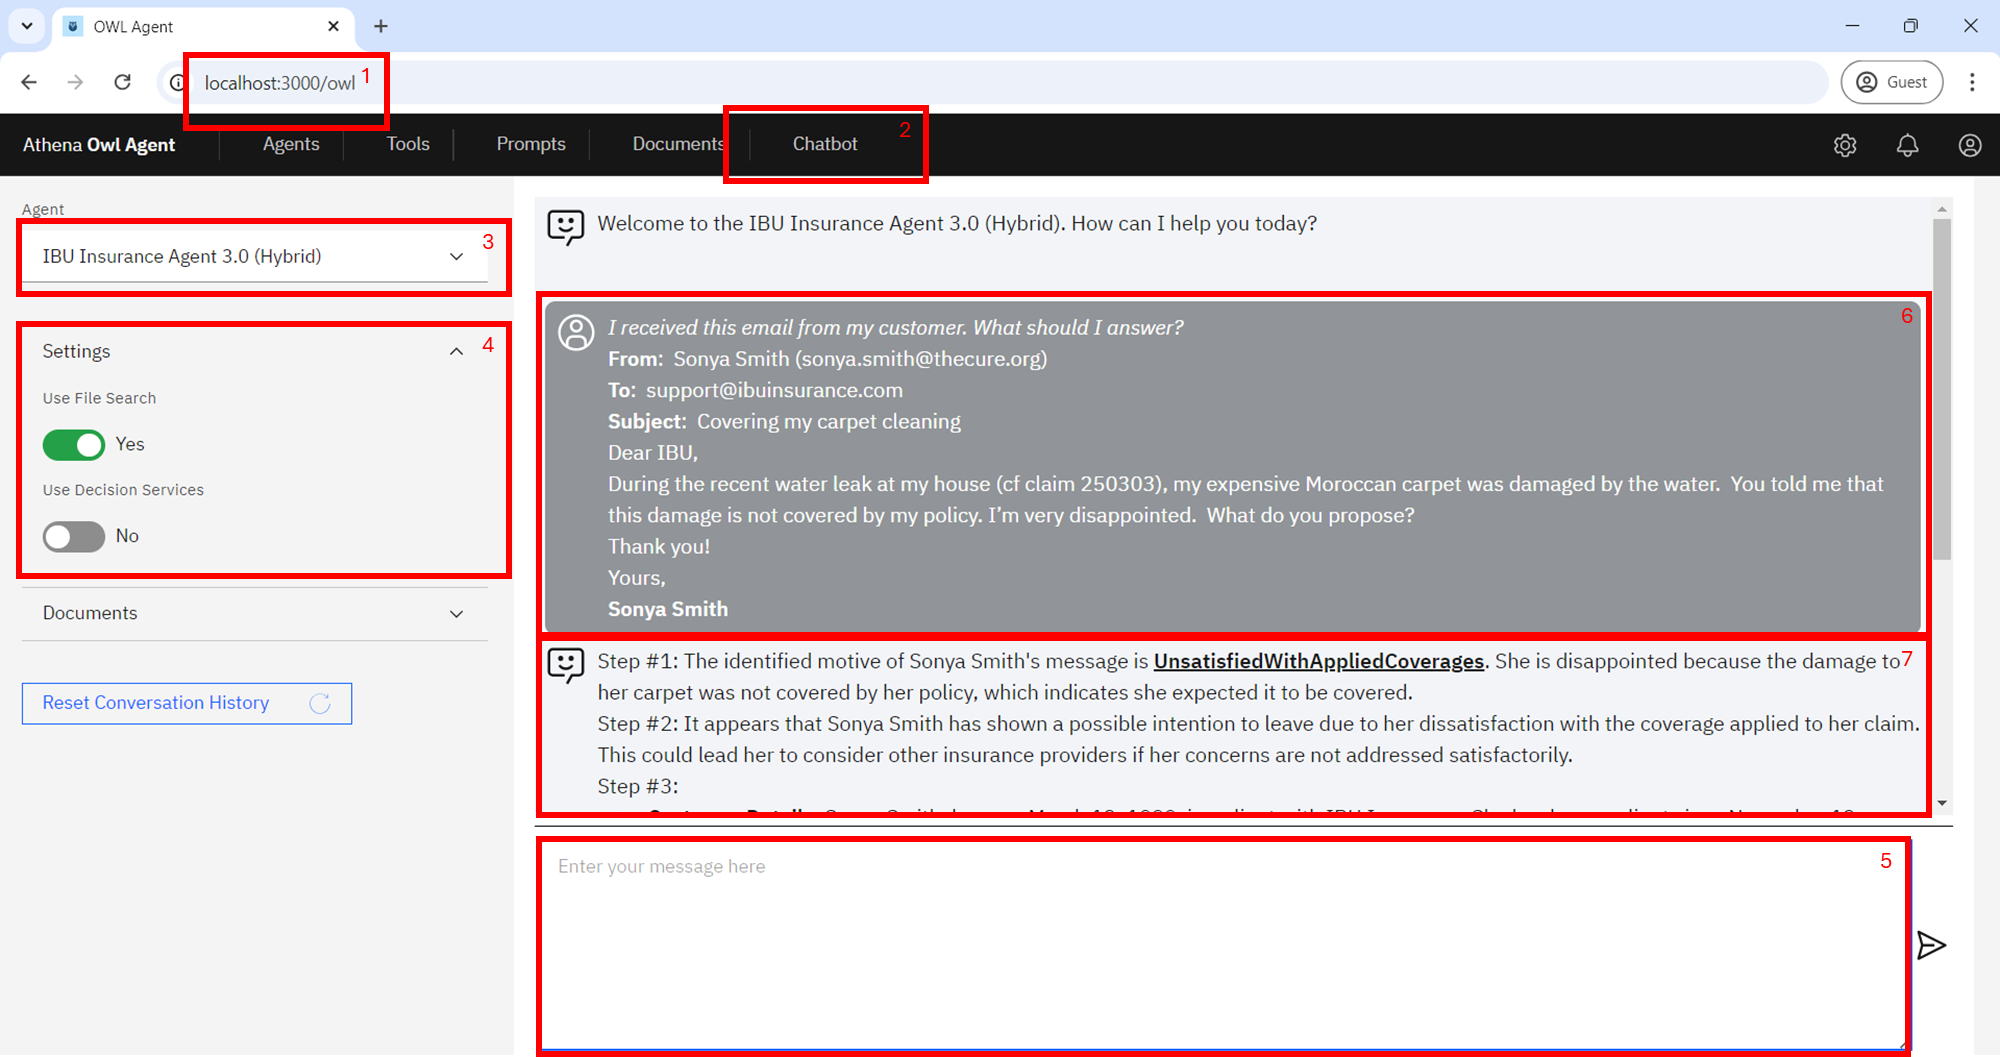 OWL Agent
localhost:3000/owl 1
Guest
Athena Owl Agent
Agents
Tools
Prompts
Documents
Chatbot 2
Agent
IBU Insurance Agent 3.0 (Hybrid) 3
Settings 4
Use File Search
Yes
Use Decision Services
No
Documents
Reset Conversation History
Welcome to the IBU Insurance Agent 3.0 (Hybrid). How can I help you today?
6
I received this email from my customer. What should I answer?
From: Sonya Smith (sonya.smith@thecure.org)
To: support@ibuinsurance.com
Subject: Covering my carpet cleaning
Dear IBU,
During the recent water leak at my house (cf claim 250303), my expensive Moroccan carpet was damaged by the water. You told me that
this damage is not covered by my policy. I’m very disappointed. What do you propose?
Thank you!
Yours,
Sonya Smith
Step #1: The identified motive of Sonya Smith's message is UnsatisfiedWithAppliedCoverages. She is disappointed because the damage to 7
her carpet was not covered by her policy, which indicates she expected it to be covered.
Step #2: It appears that Sonya Smith has shown a possible intention to leave due to her dissatisfaction with the coverage applied to her claim.
This could lead her to consider other insurance providers if her concerns are not addressed satisfactorily.
Step #3:
Enter your message here
5